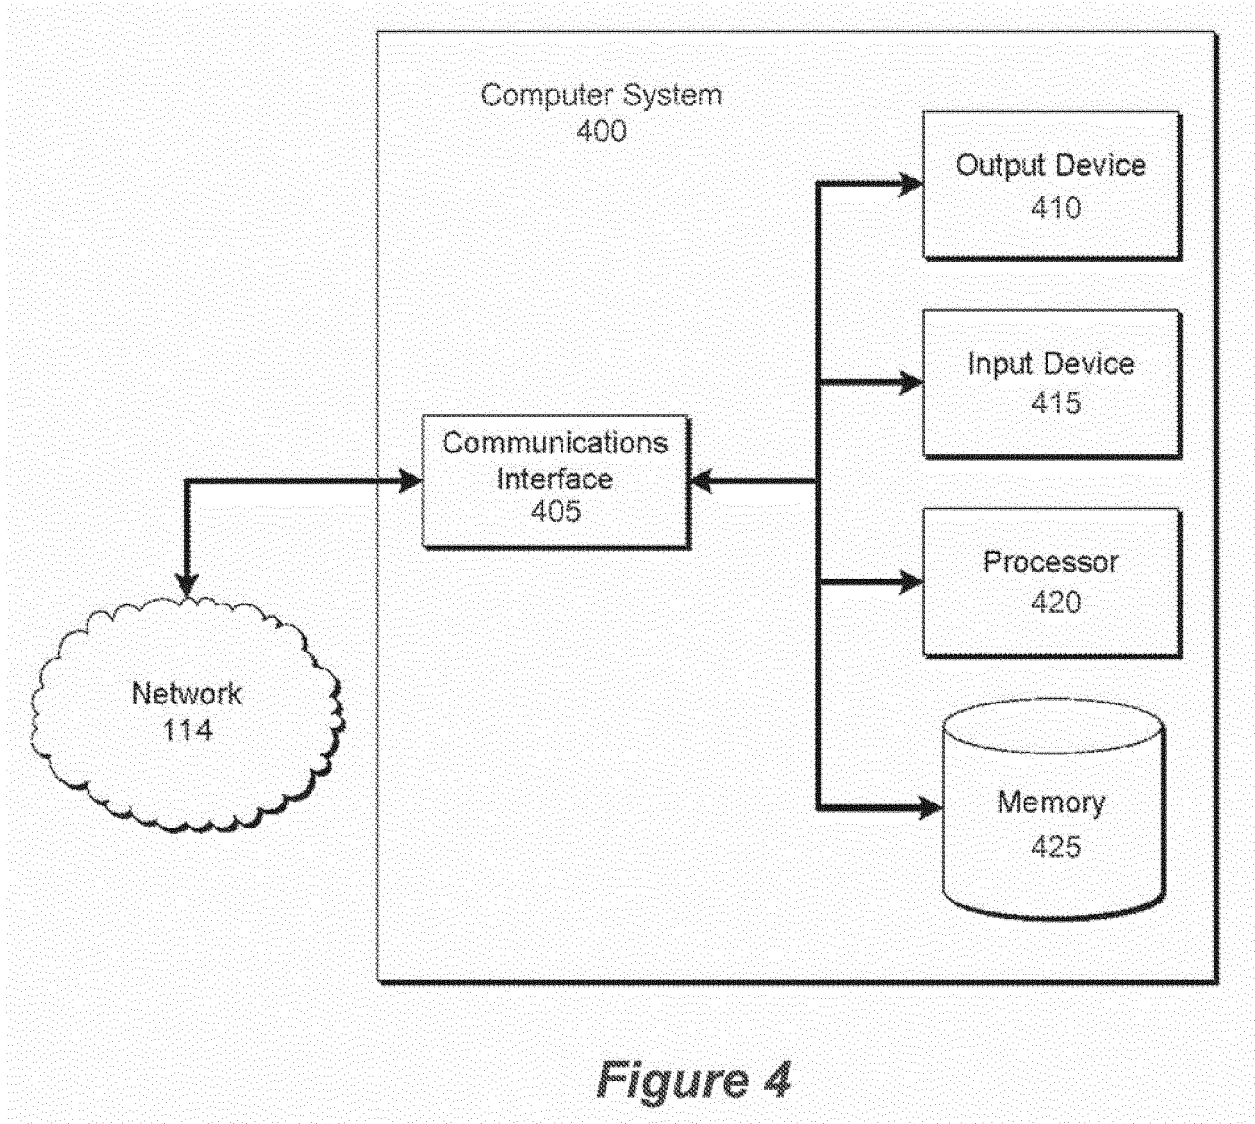 Computer System
400
Output Device
410
Input Device
415
Communications
Interface
405
Processor
420
Network
114
Memory
425
Figure 4